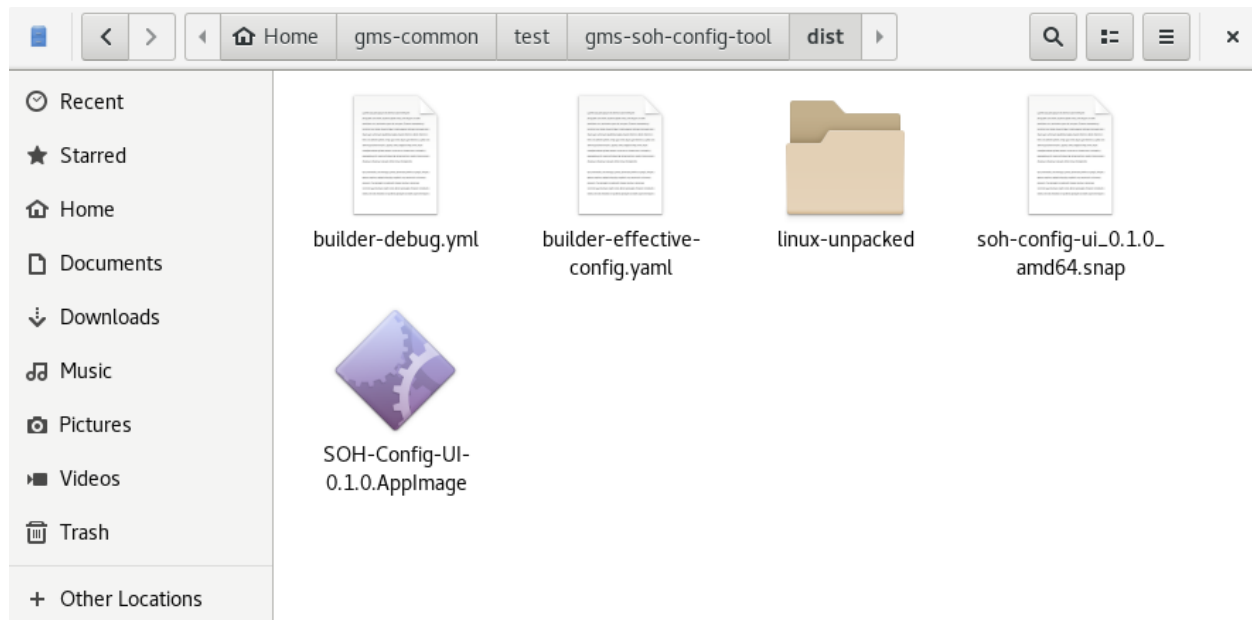 Home
gms-common
test
gms-soh-config-tool
dist
Recent
Starred
Home
Documents
Downloads
Music
Pictures
Videos
Trash
Other Locations
builder-debug.yml
builder-effective-
config.yaml
linux-unpacked
soh-config-ui_0.1.0_
amd64.snap
SOH-Config-UI-
0.1.0.AppImage